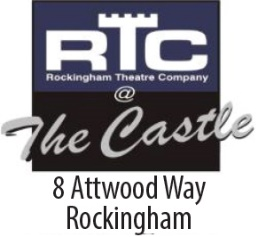 RTC
Rockingham Theatre Company
@
The Castle
8 Attwood Way
Rockingham